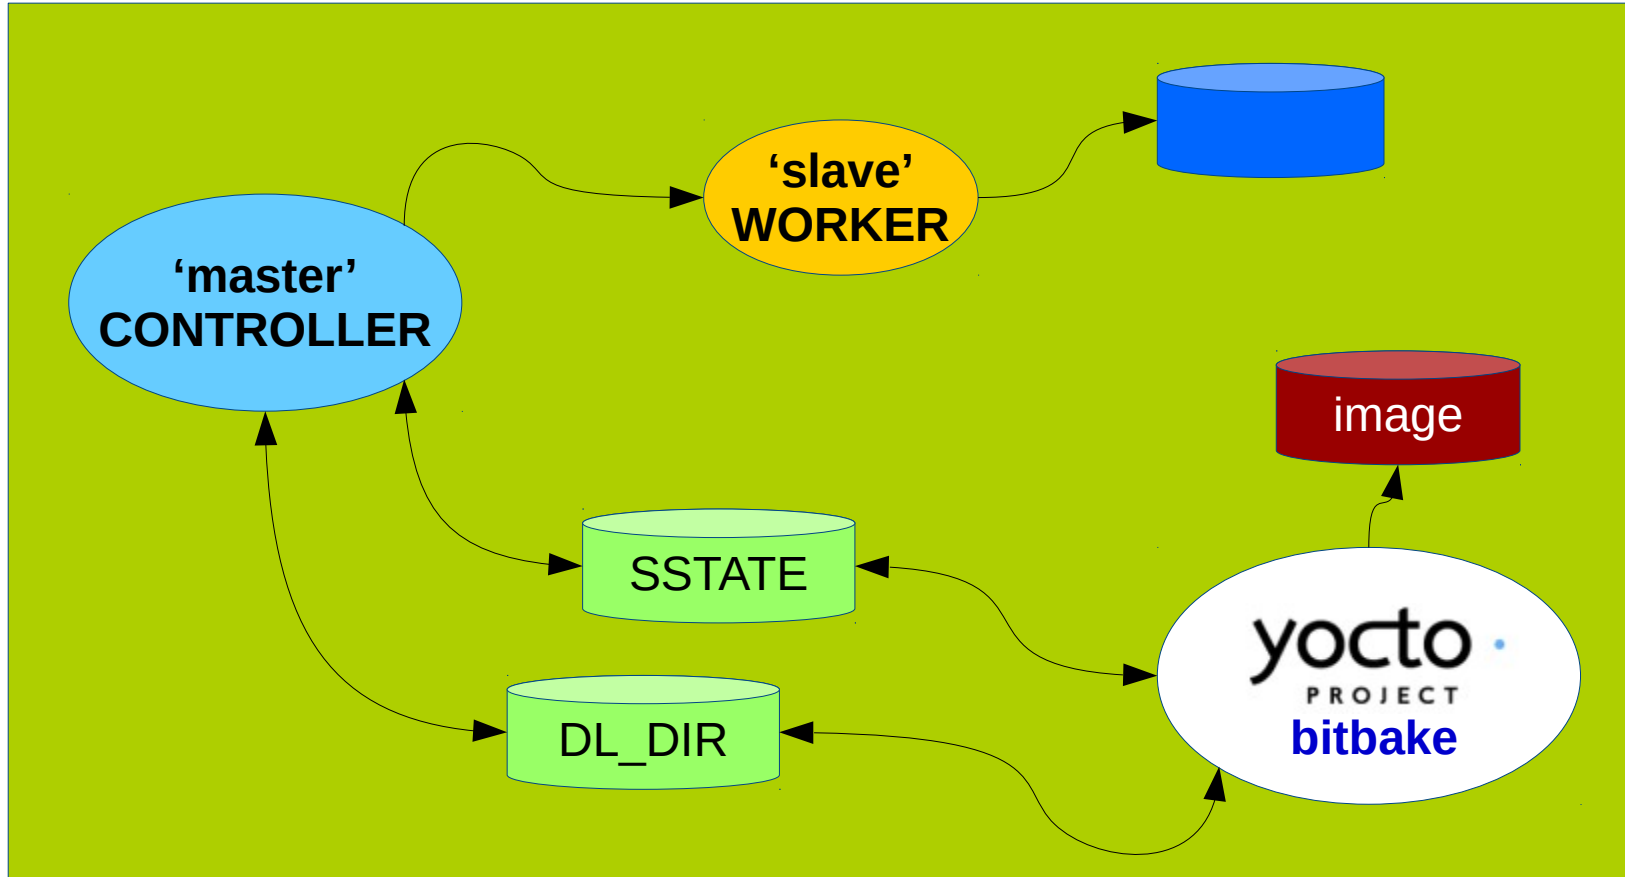 ‘slave’
WORKER
‘master’
CONTROLLER
image
SSTATE
yocto
PROJECT
bitbake
DL_DIR